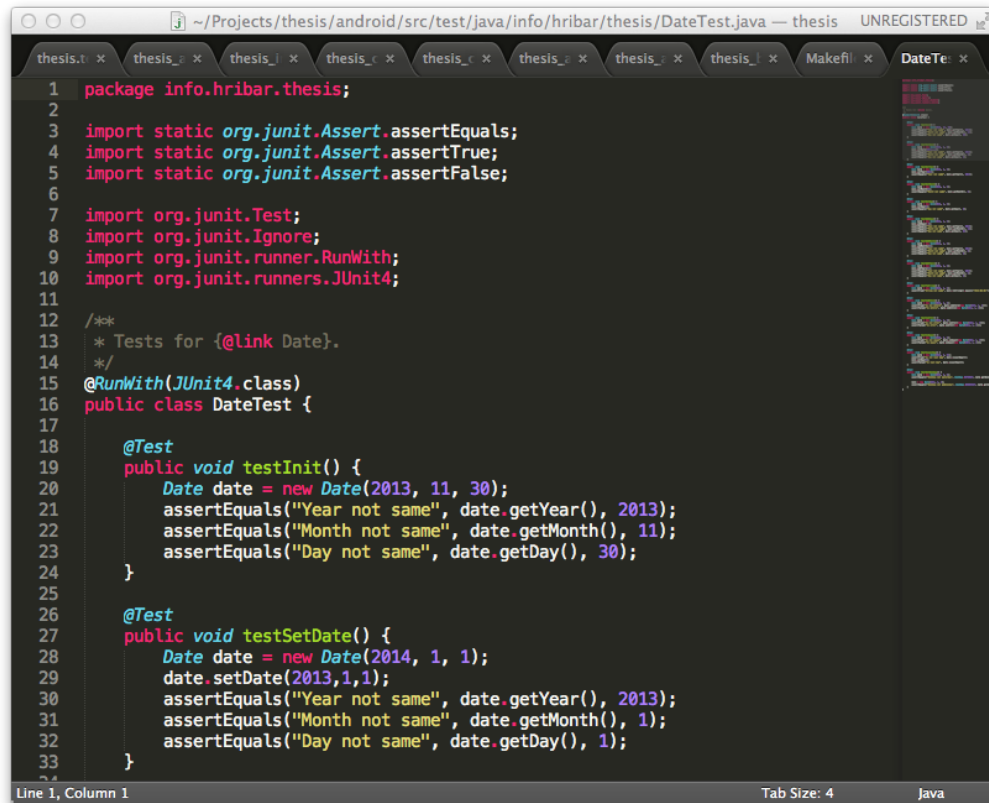 ~/Projects/thesis/android/src/test/java/info/hribar/thesis/DateTest.java — thesis UNREGISTERED
thesis.t × thesis_a × thesis_ × thesis_c × thesis_c × thesis_a × thesis_a × thesis_ × Makefil × DateTe ×
1 package info.hribar.thesis;
2
3 import static org.junit.Assert.assertEquals;
4 import static org.junit.Assert.assertTrue;
5 import static org.junit.Assert.assertFalse;
6
7 import org.junit.Test;
8 import org.junit.Ignore;
9 import org.junit.runner.RunWith;
10 import org.junit.runners.JUnit4;
11
12 /**
13  * Tests for {@link Date}.
14  */
15 @RunWith(JUnit4.class)
16 public class DateTest {
17
18     @Test
19     public void testInit() {
20         Date date = new Date(2013, 11, 30);
21         assertEquals("Year not same", date.getYear(), 2013);
22         assertEquals("Month not same", date.getMonth(), 11);
23         assertEquals("Day not same", date.getDay(), 30);
24     }
25
26     @Test
27     public void testSetDate() {
28         Date date = new Date(2014, 1, 1);
29         date.setDate(2013,1,1);
30         assertEquals("Year not same", date.getYear(), 2013);
31         assertEquals("Month not same", date.getMonth(), 1);
32         assertEquals("Day not same", date.getDay(), 1);
33     }
Line 1, Column 1 Tab Size: 4 Java